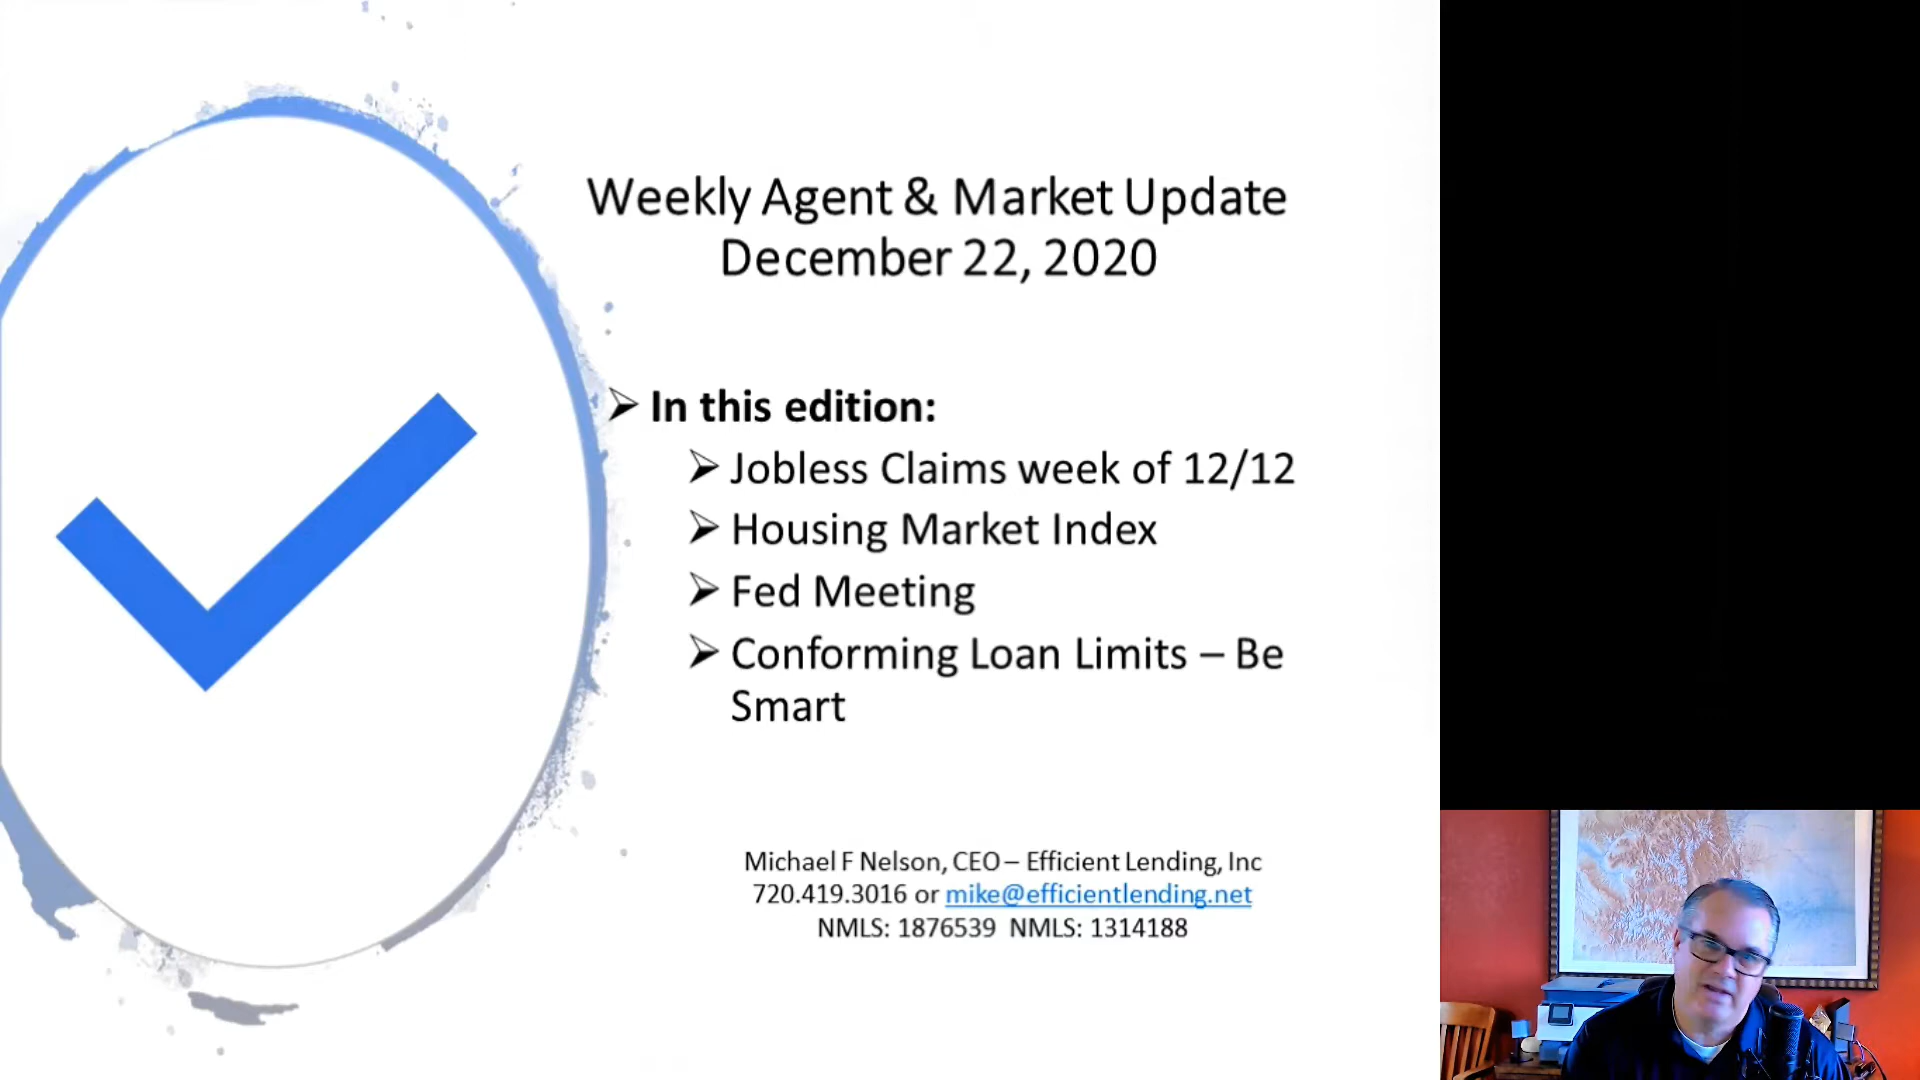 Weekly Agent & Market Update
December 22, 2020
In this edition:
Jobless Claims week of 12/12
Housing Market Index
Fed Meeting
Conforming Loan Limits – Be
Smart
Michael F Nelson, CEO – Efficient Lending, Inc
720.419.3016 or mike@efficientlending.net
NMLS: 1876539 NMLS: 1314188